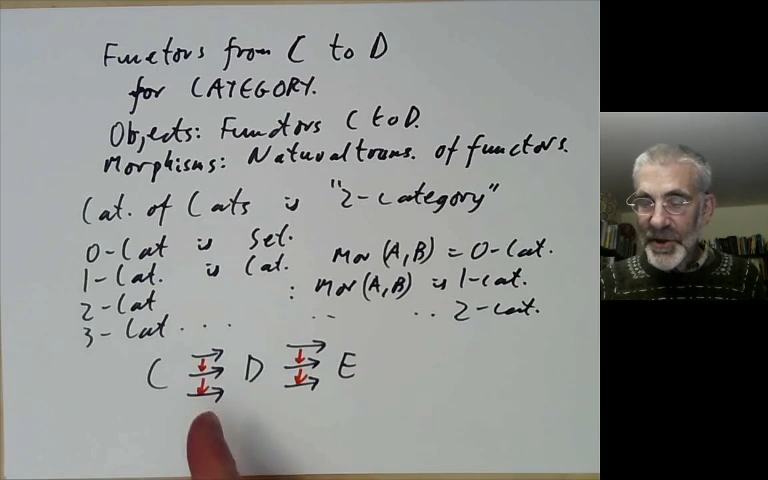 Functors from C to D
for CATEGORY.
Objects: Functors C to D.
Morphisms: Natural trans. of functors.
Cat. of Cats is "2-category"
0-Cat is Set.
1-Cat. is Cat. Mor(A,B) = 0-Cat.
2-Cat : Mor(A,B) is 1-cat.
3-Cat . . . .. .. 2-cat.
C D E